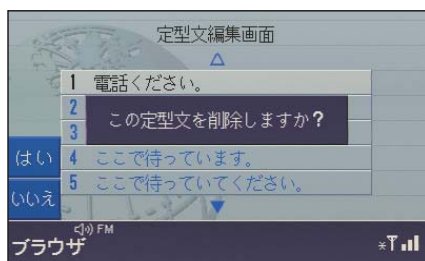 定型文編集画面
1 電話ください。
2
この定型文を削除しますか?
3
はい
4 ここで待っています。
5 ここで待っていてください。
いいえ
FM
ブラウザ